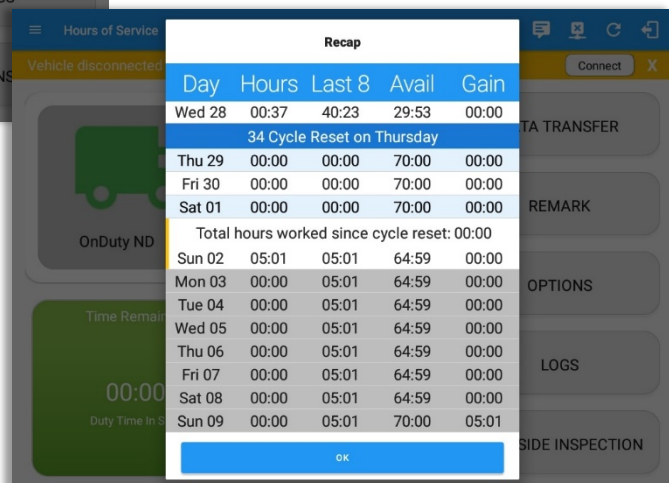 Hours of Service
Recap
Vehicle disconnected
Connect X
Day Hours Last 8 Avail Gain
Wed 28 00:37 40:23 29:53 00:00
34 Cycle Reset on Thursday
Thu 29 00:00 00:00 70:00 00:00
Fri 30 00:00 00:00 70:00 00:00
Sat 01 00:00 00:00 70:00 00:00
Total hours worked since cycle reset: 00:00
Sun 02 05:01 05:01 64:59 00:00
Mon 03 00:00 05:01 64:59 00:00
Tue 04 00:00 05:01 64:59 00:00
Wed 05 00:00 05:01 64:59 00:00
Thu 06 00:00 05:01 64:59 00:00
Fri 07 00:00 05:01 64:59 00:00
Sat 08 00:00 05:01 64:59 00:00
Sun 09 00:00 05:01 70:00 05:01
OK
OnDuty ND
Time Remain
00:00
Duty Time In S
TA TRANSFER
REMARK
OPTIONS
LOGS
SIDE INSPECTION